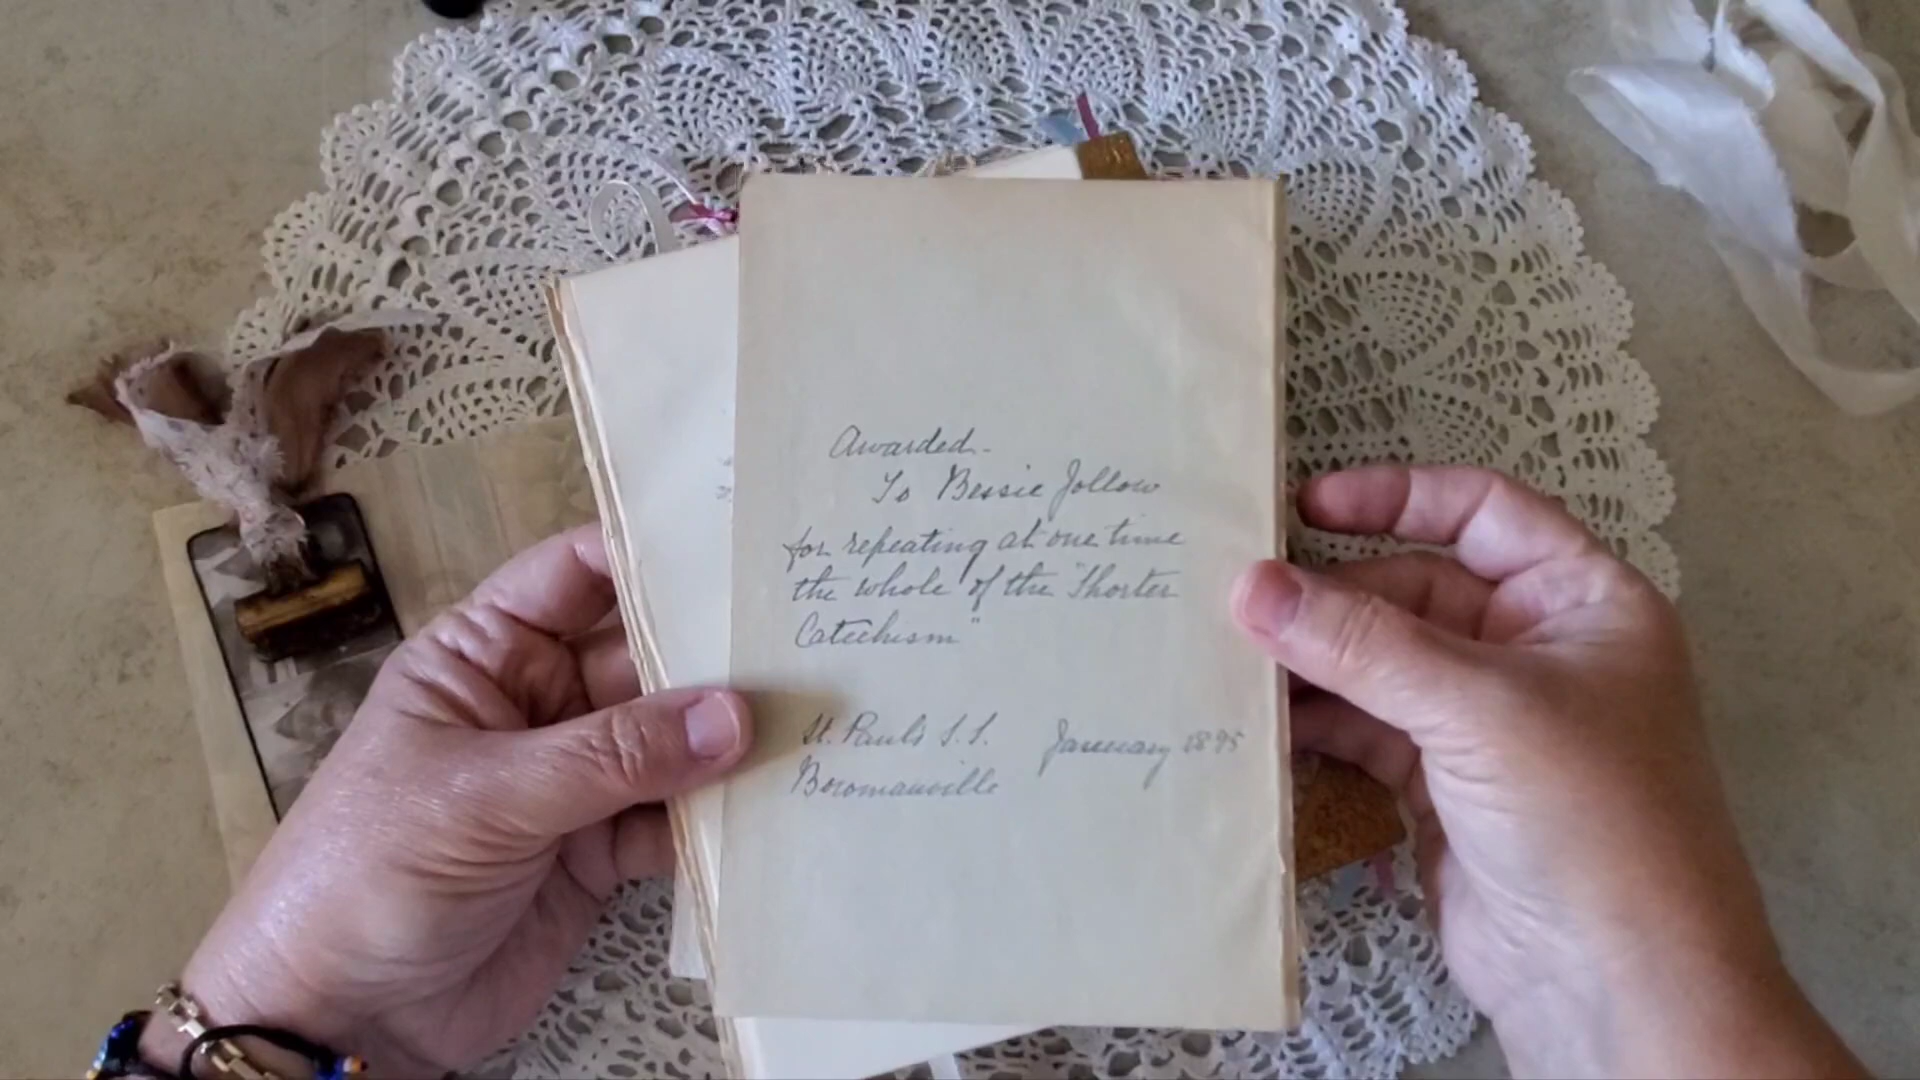 Awarded.
To Bessie Jollow
for repeating at one time
the whole of the "Shorter
Catechism"
St. Paul's S.S. January 1895
Bowmanville